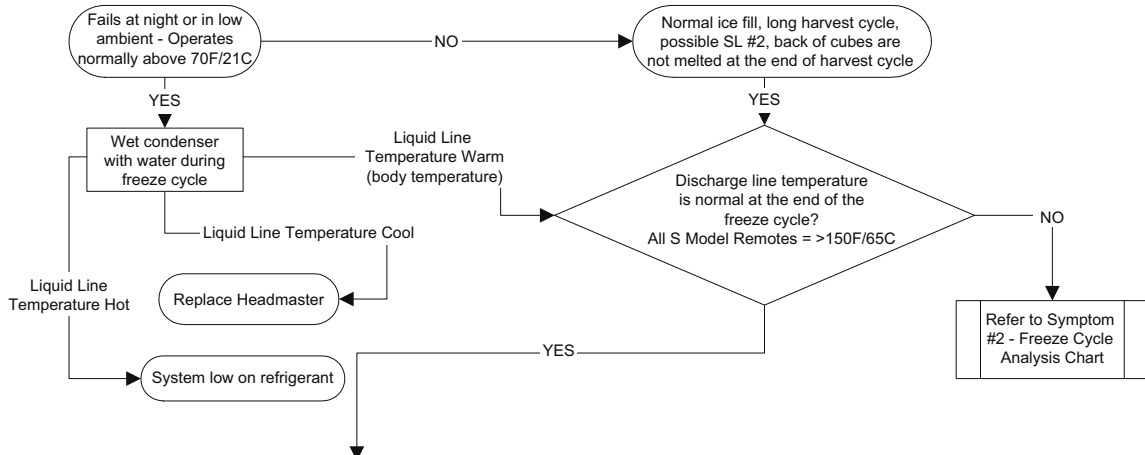 Fails at night or in low
ambient - Operates
normally above 70F/21C
NO
Normal ice fill, long harvest cycle,
possible SL #2, back of cubes are
not melted at the end of harvest cycle
YES
YES
Wet condenser
with water during
freeze cycle
Liquid Line
Temperature Warm
(body temperature)
Discharge line temperature
is normal at the end of the
freeze cycle?
All S Model Remotes = >150F/65C
NO
Liquid Line Temperature Cool
Liquid Line
Temperature Hot
Replace Headmaster
Refer to Symptom
#2 - Freeze Cycle
Analysis Chart
YES
System low on refrigerant